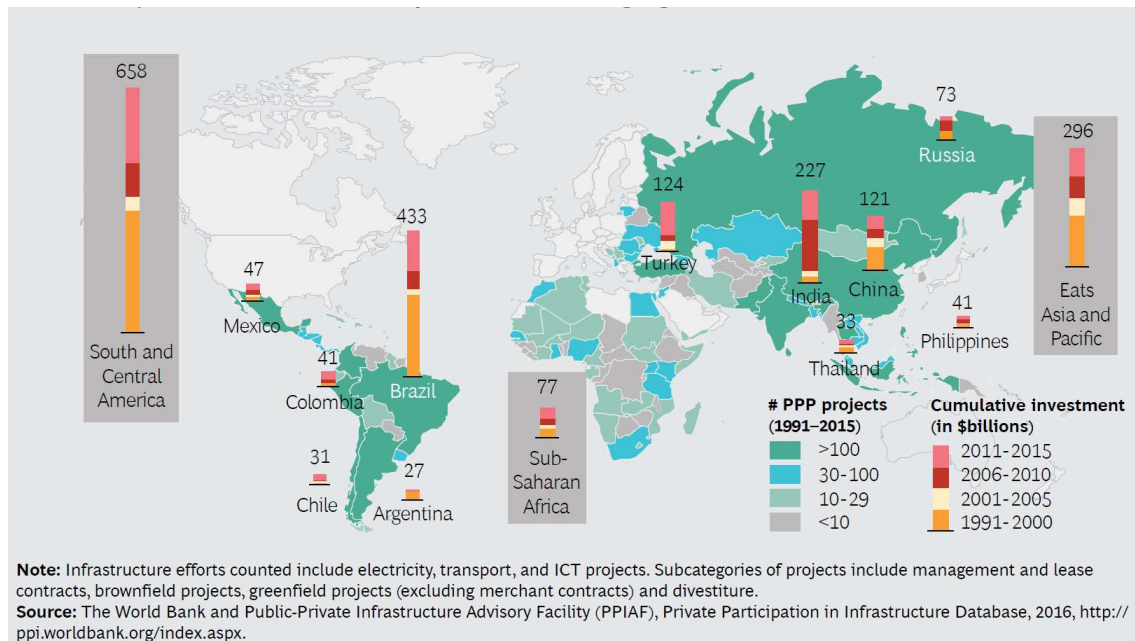 658
South and
Central
America
47
Mexico
433
Brazil
41
Colombia
31
Chile
27
Argentina
77
Sub-
Saharan
Africa
124
Turkey
227
India
121
China
73
Russia
33
Thailand
41
Philippines
296
Eats
Asia and
Pacific
# PPP projects
(1991–2015)
>100
30-100
10-29
<10
Cumulative investment
(in $billions)
2011-2015
2006-2010
2001-2005
1991-2000
Note: Infrastructure efforts counted include electricity, transport, and ICT projects. Subcategories of projects include management and lease
contracts, brownfield projects, greenfield projects (excluding merchant contracts) and divestiture.
Source: The World Bank and Public-Private Infrastructure Advisory Facility (PPIAF), Private Participation in Infrastructure Database, 2016, http://
ppi.worldbank.org/index.aspx.